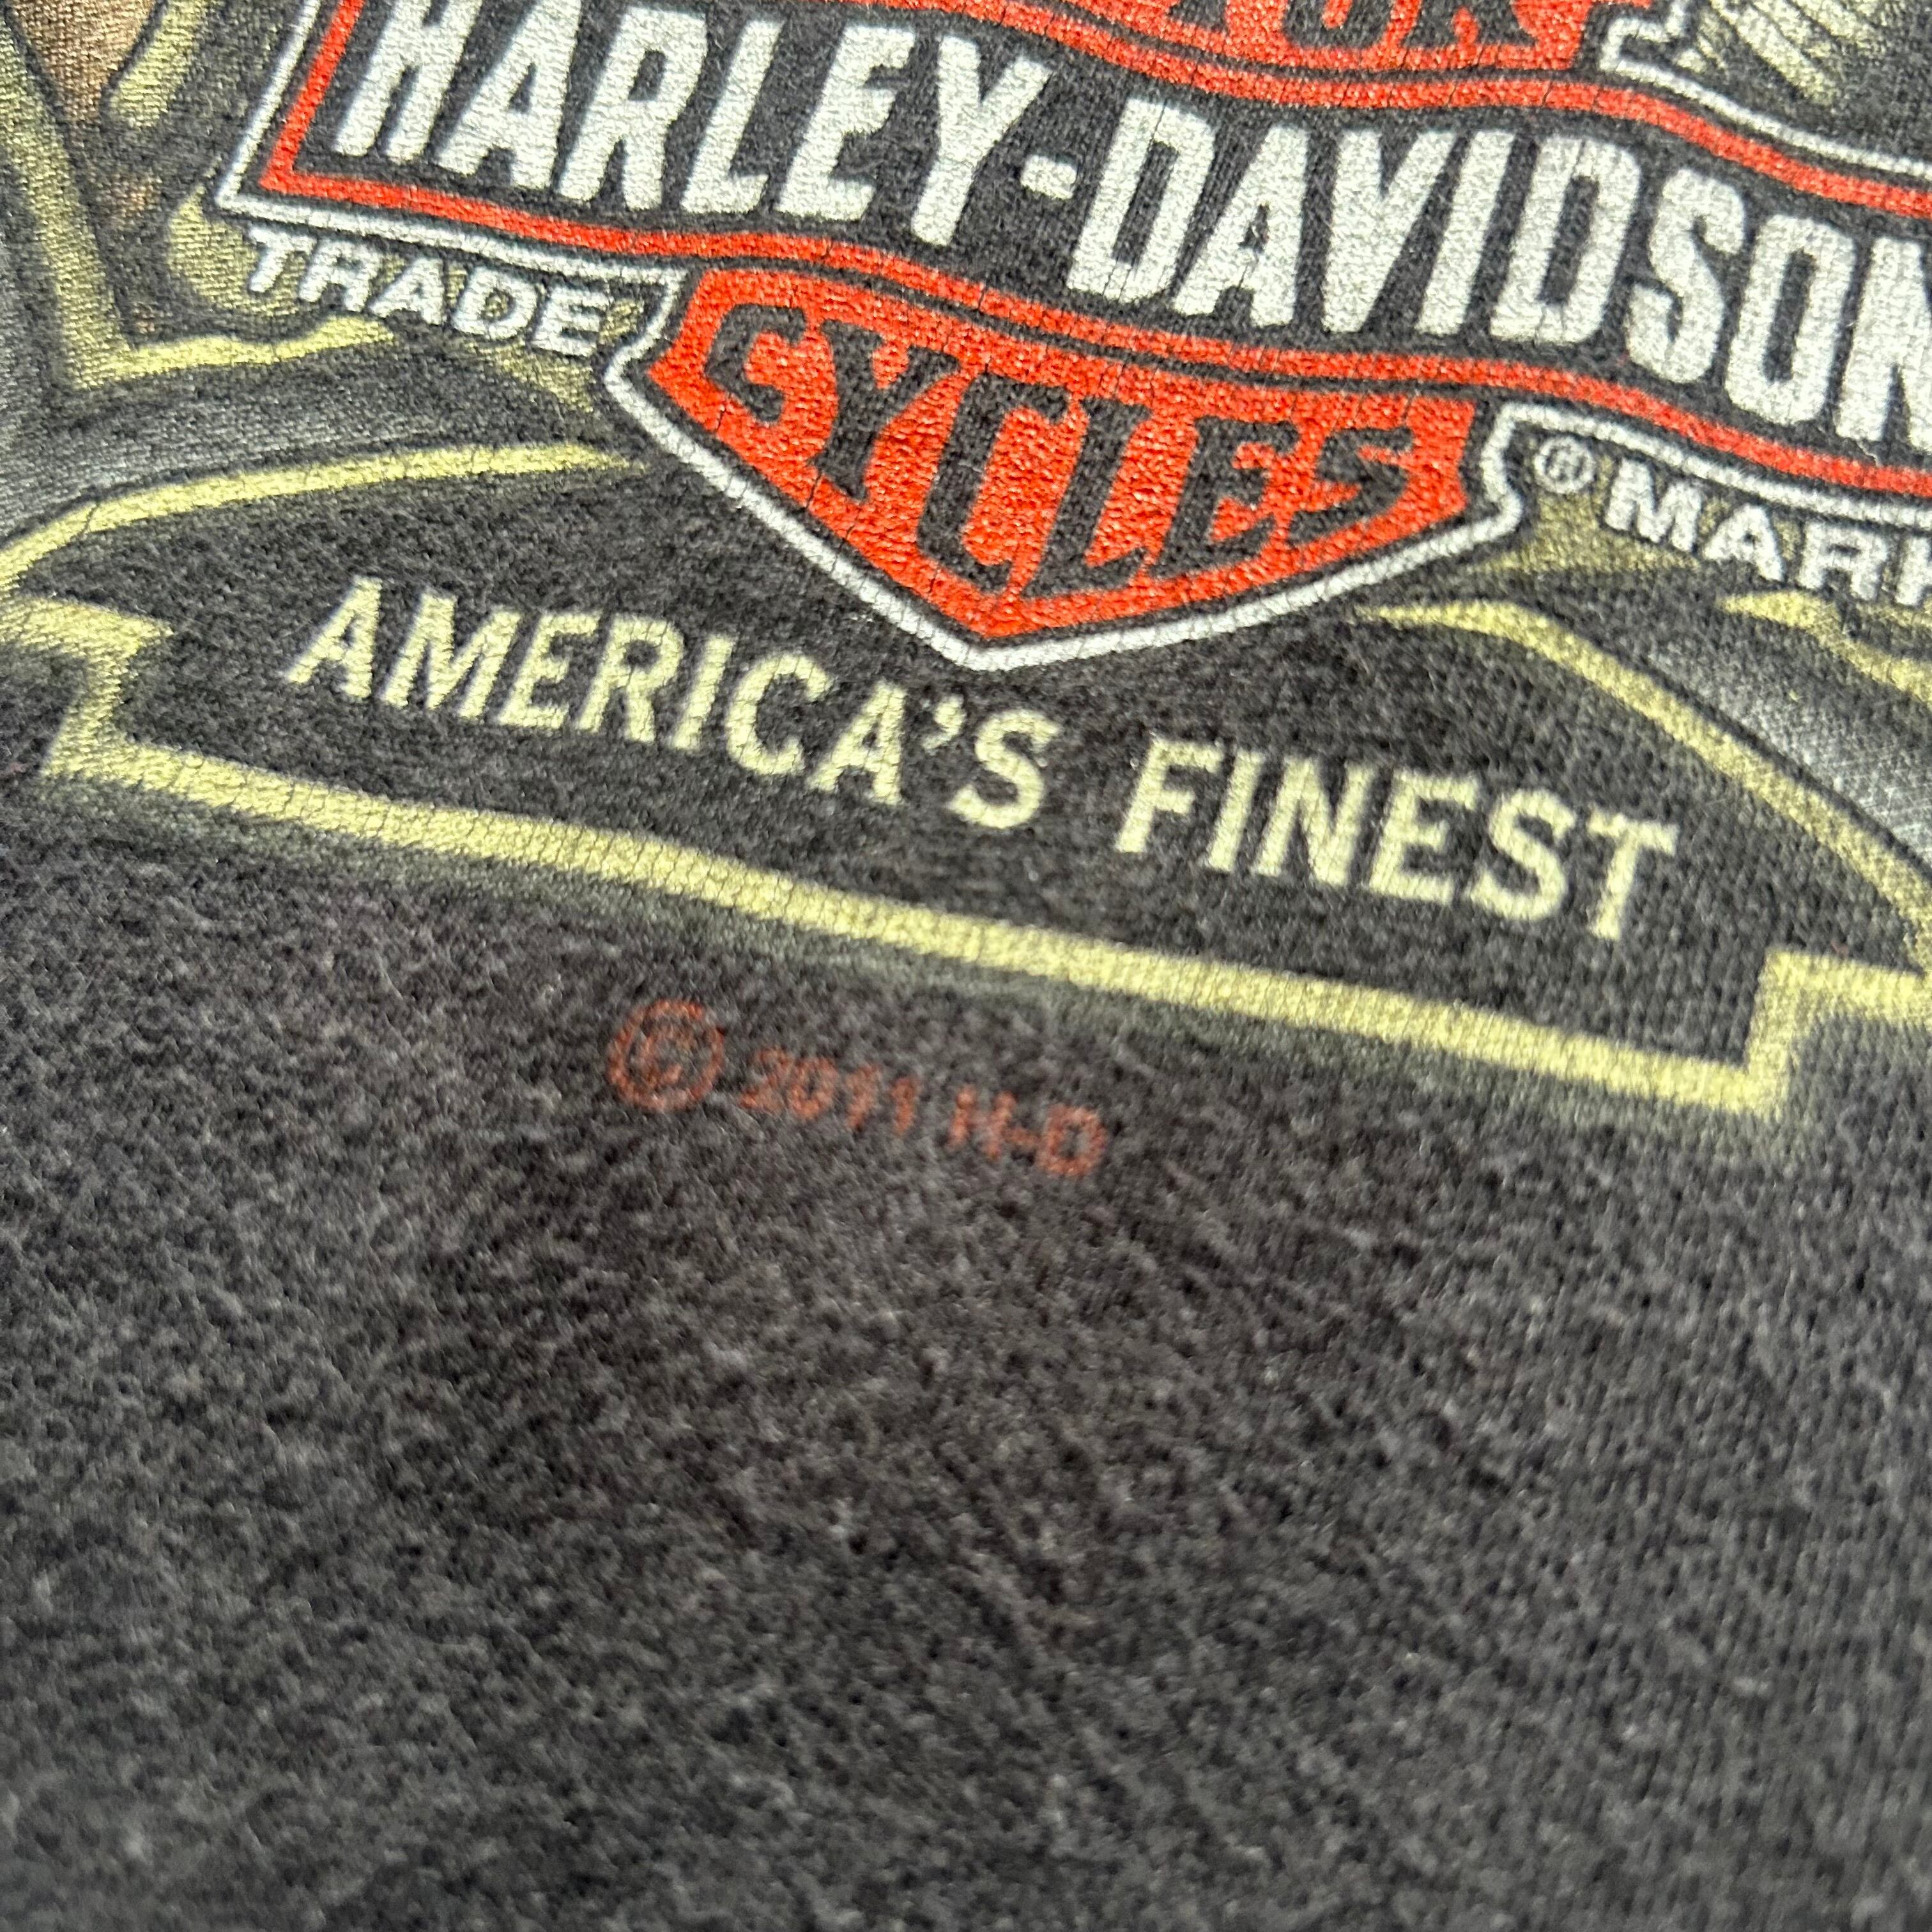 HARLEY-DAVIDSON
TRADE
CYCLES
®MARK
AMERICA'S FINEST
© 2011 H-D